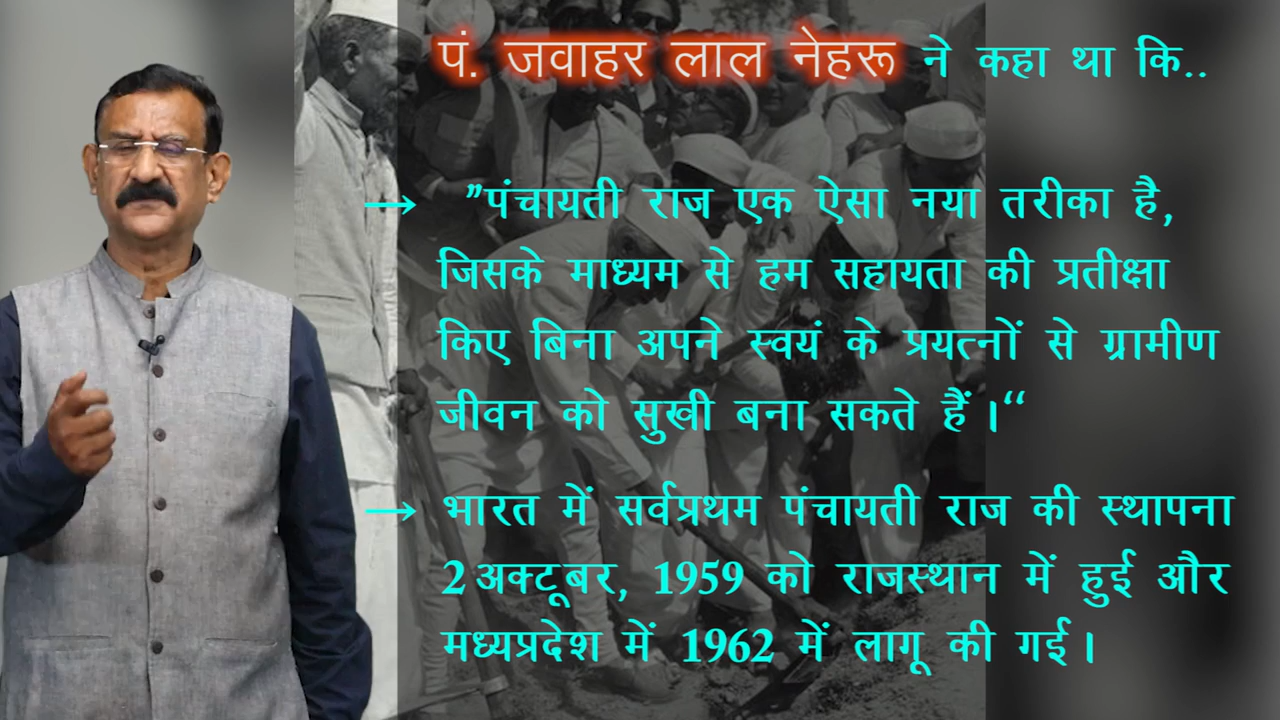 पं. जवाहर लाल नेहरू ने कहा था कि..
→ "पंचायती राज एक ऐसा नया तरीका है,
जिसके माध्यम से हम सहायता की प्रतीक्षा
किए बिना अपने स्वयं के प्रयत्नों से ग्रामीण
जीवन को सुखी बना सकते हैं।“
→ भारत में सर्वप्रथम पंचायती राज की स्थापना
2 अक्टूबर, 1959 को राजस्थान में हुई और
मध्यप्रदेश में 1962 में लागू की गई।